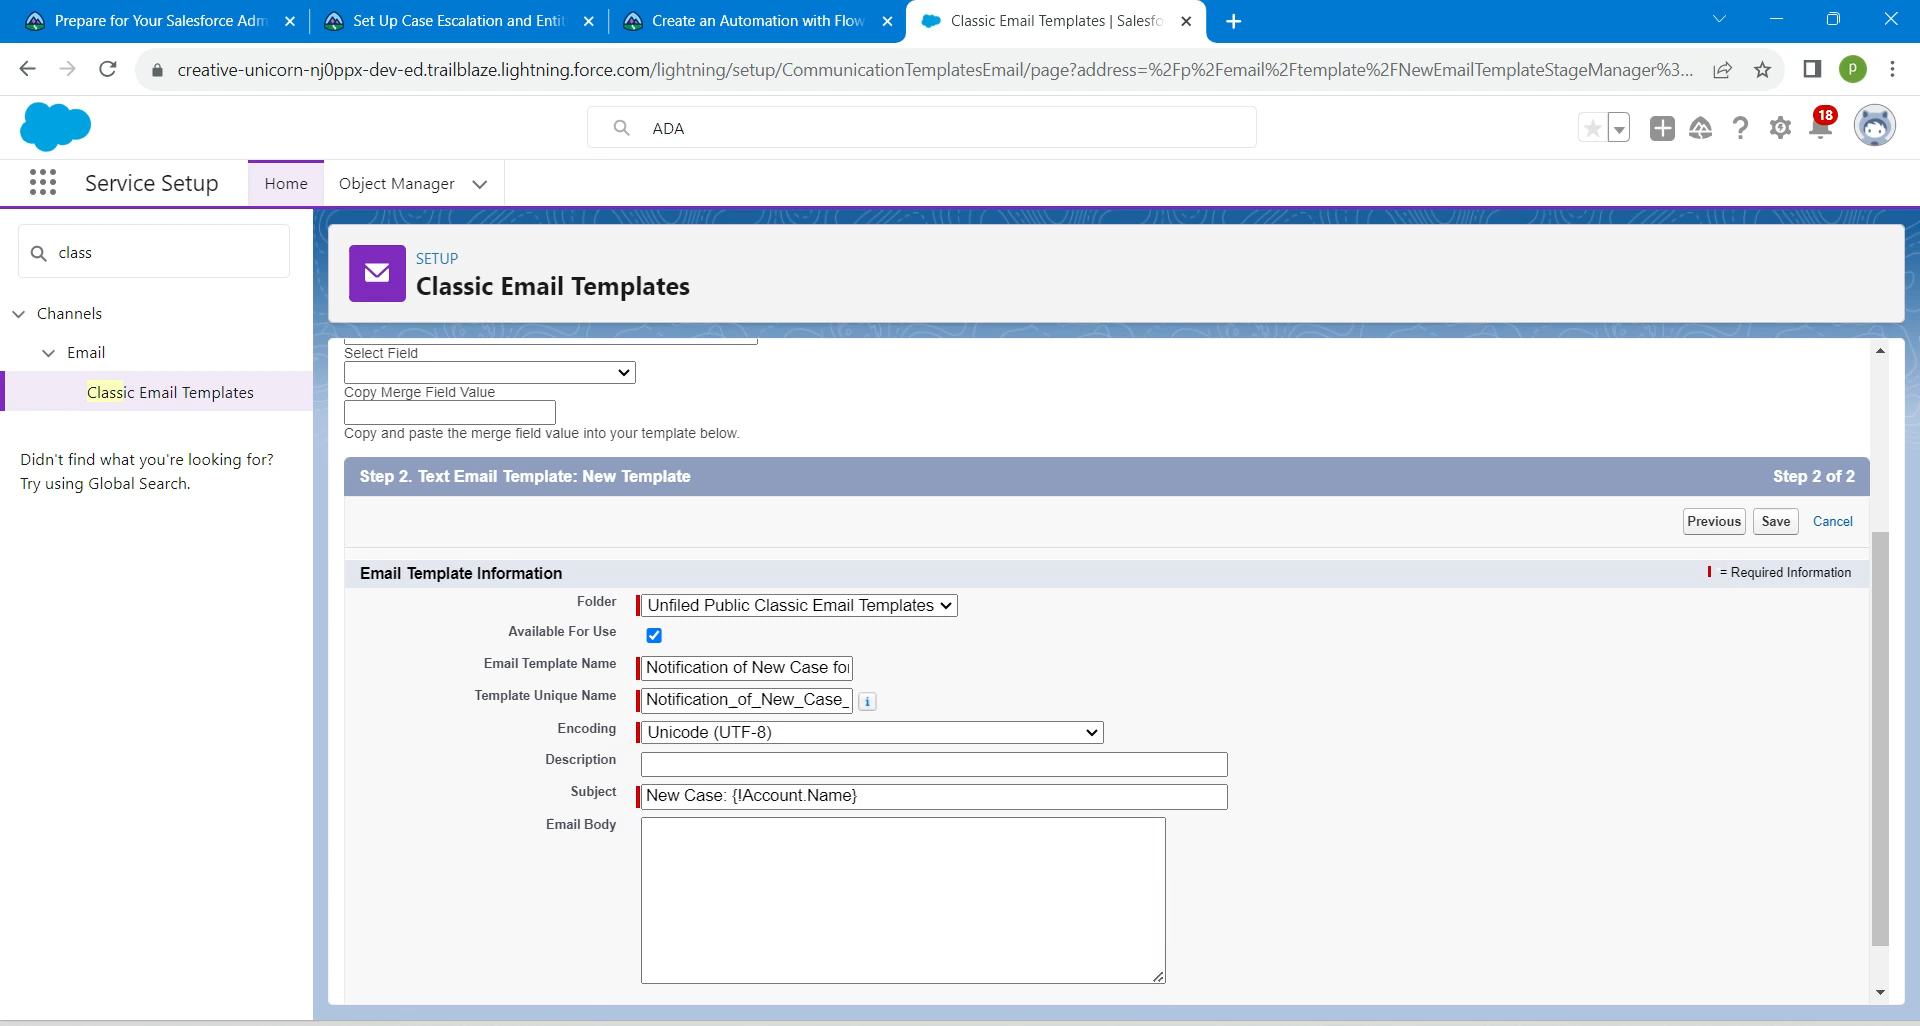 Prepare for Your Salesforce Adm
Set Up Case Escalation and Entit
Create an Automation with Flow
Classic Email Templates | Salesfo
creative-unicorn-nj0ppx-dev-ed.trailblaze.lightning.force.com/lightning/setup/CommunicationTemplatesEmail/page?address=%2Fp%2Femail%2Ftemplate%2FNewEmailTemplateStageManager%3...
P
ADA
18
Service Setup
Home
Object Manager
class
Channels
Email
Classic Email Templates
Didn't find what you're looking for?
Try using Global Search.
SETUP
Classic Email Templates
Select Field
Copy Merge Field Value
Copy and paste the merge field value into your template below.
Step 2. Text Email Template: New Template
Step 2 of 2
Previous
Save
Cancel
Email Template Information
= Required Information
Folder
Unfiled Public Classic Email Templates
Available For Use
Email Template Name
Notification of New Case for
Template Unique Name
Notification_of_New_Case_
i
Encoding
Unicode (UTF-8)
Description
Subject
New Case: {!Account.Name}
Email Body